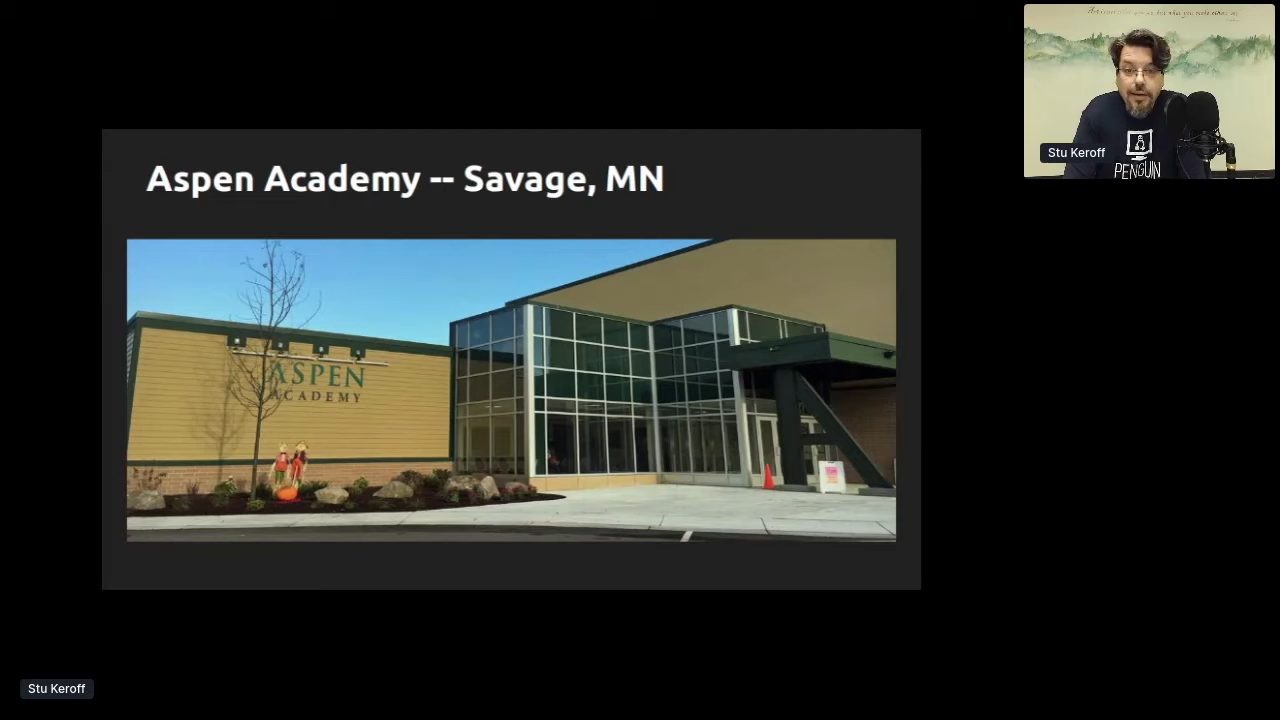 Aspen Academy -- Savage, MN
ASPEN
ACADEMY
Stu Keroff
PENGUIN
Stu Keroff